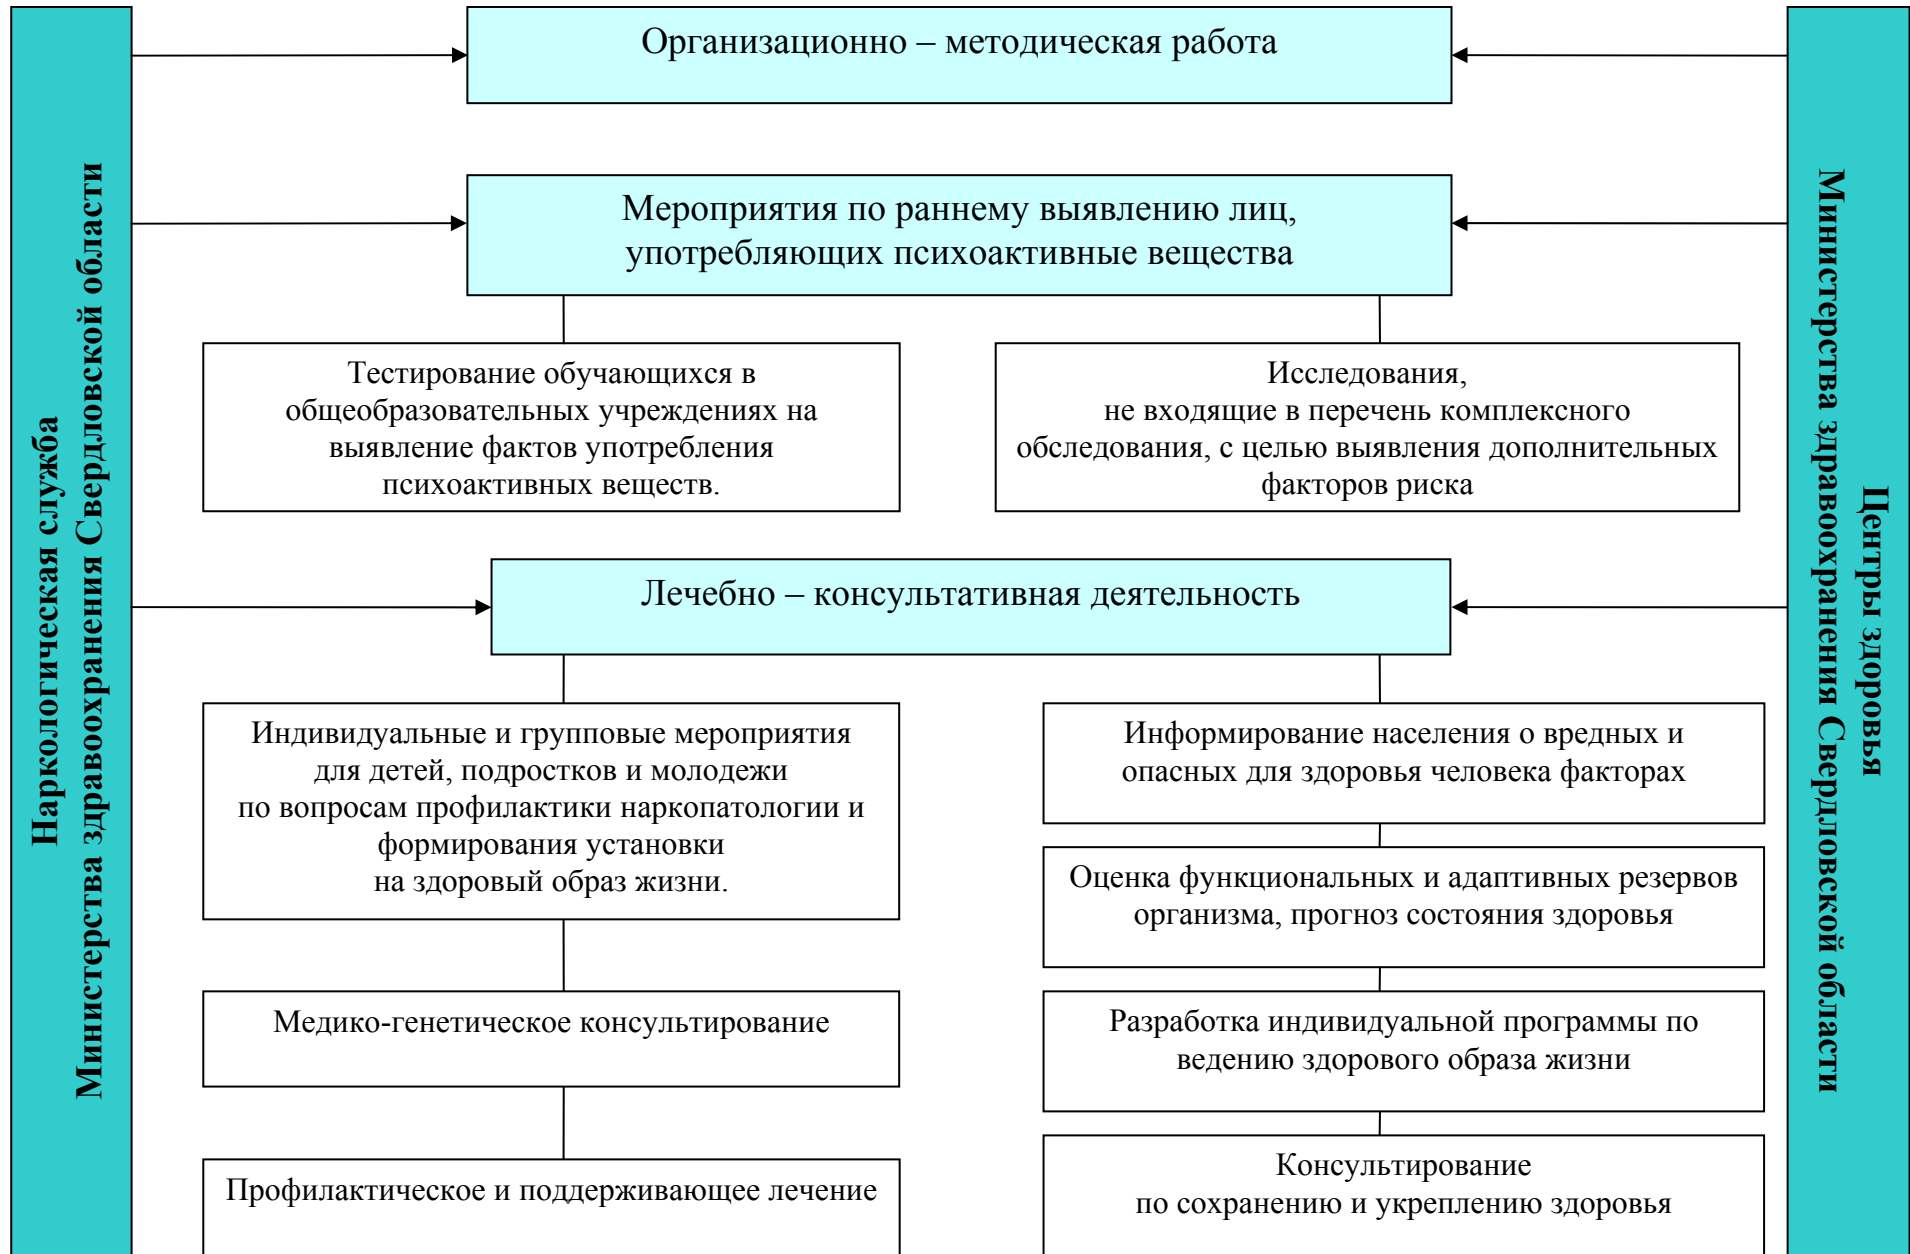 Наркологическая служба
Министерства здравоохранения Свердловской области
Организационно – методическая работа
Мероприятия по раннему выявлению лиц,
употребляющих психоактивные вещества
Тестирование обучающихся в
общеобразовательных учреждениях на
выявление фактов употребления
психоактивных веществ.
Исследования,
не входящие в перечень комплексного
обследования, с целью выявления дополнительных
факторов риска
Лечебно – консультативная деятельность
Индивидуальные и групповые мероприятия
для детей, подростков и молодежи
по вопросам профилактики наркопатологии и
формирования установки
на здоровый образ жизни.
Медико-генетическое консультирование
Профилактическое и поддерживающее лечение
Информирование населения о вредных и
опасных для здоровья человека факторах
Оценка функциональных и адаптивных резервов
организма, прогноз состояния здоровья
Разработка индивидуальной программы по
ведению здорового образа жизни
Консультирование
по сохранению и укреплению здоровья
Центры здоровья
Министерства здравоохранения Свердловской области